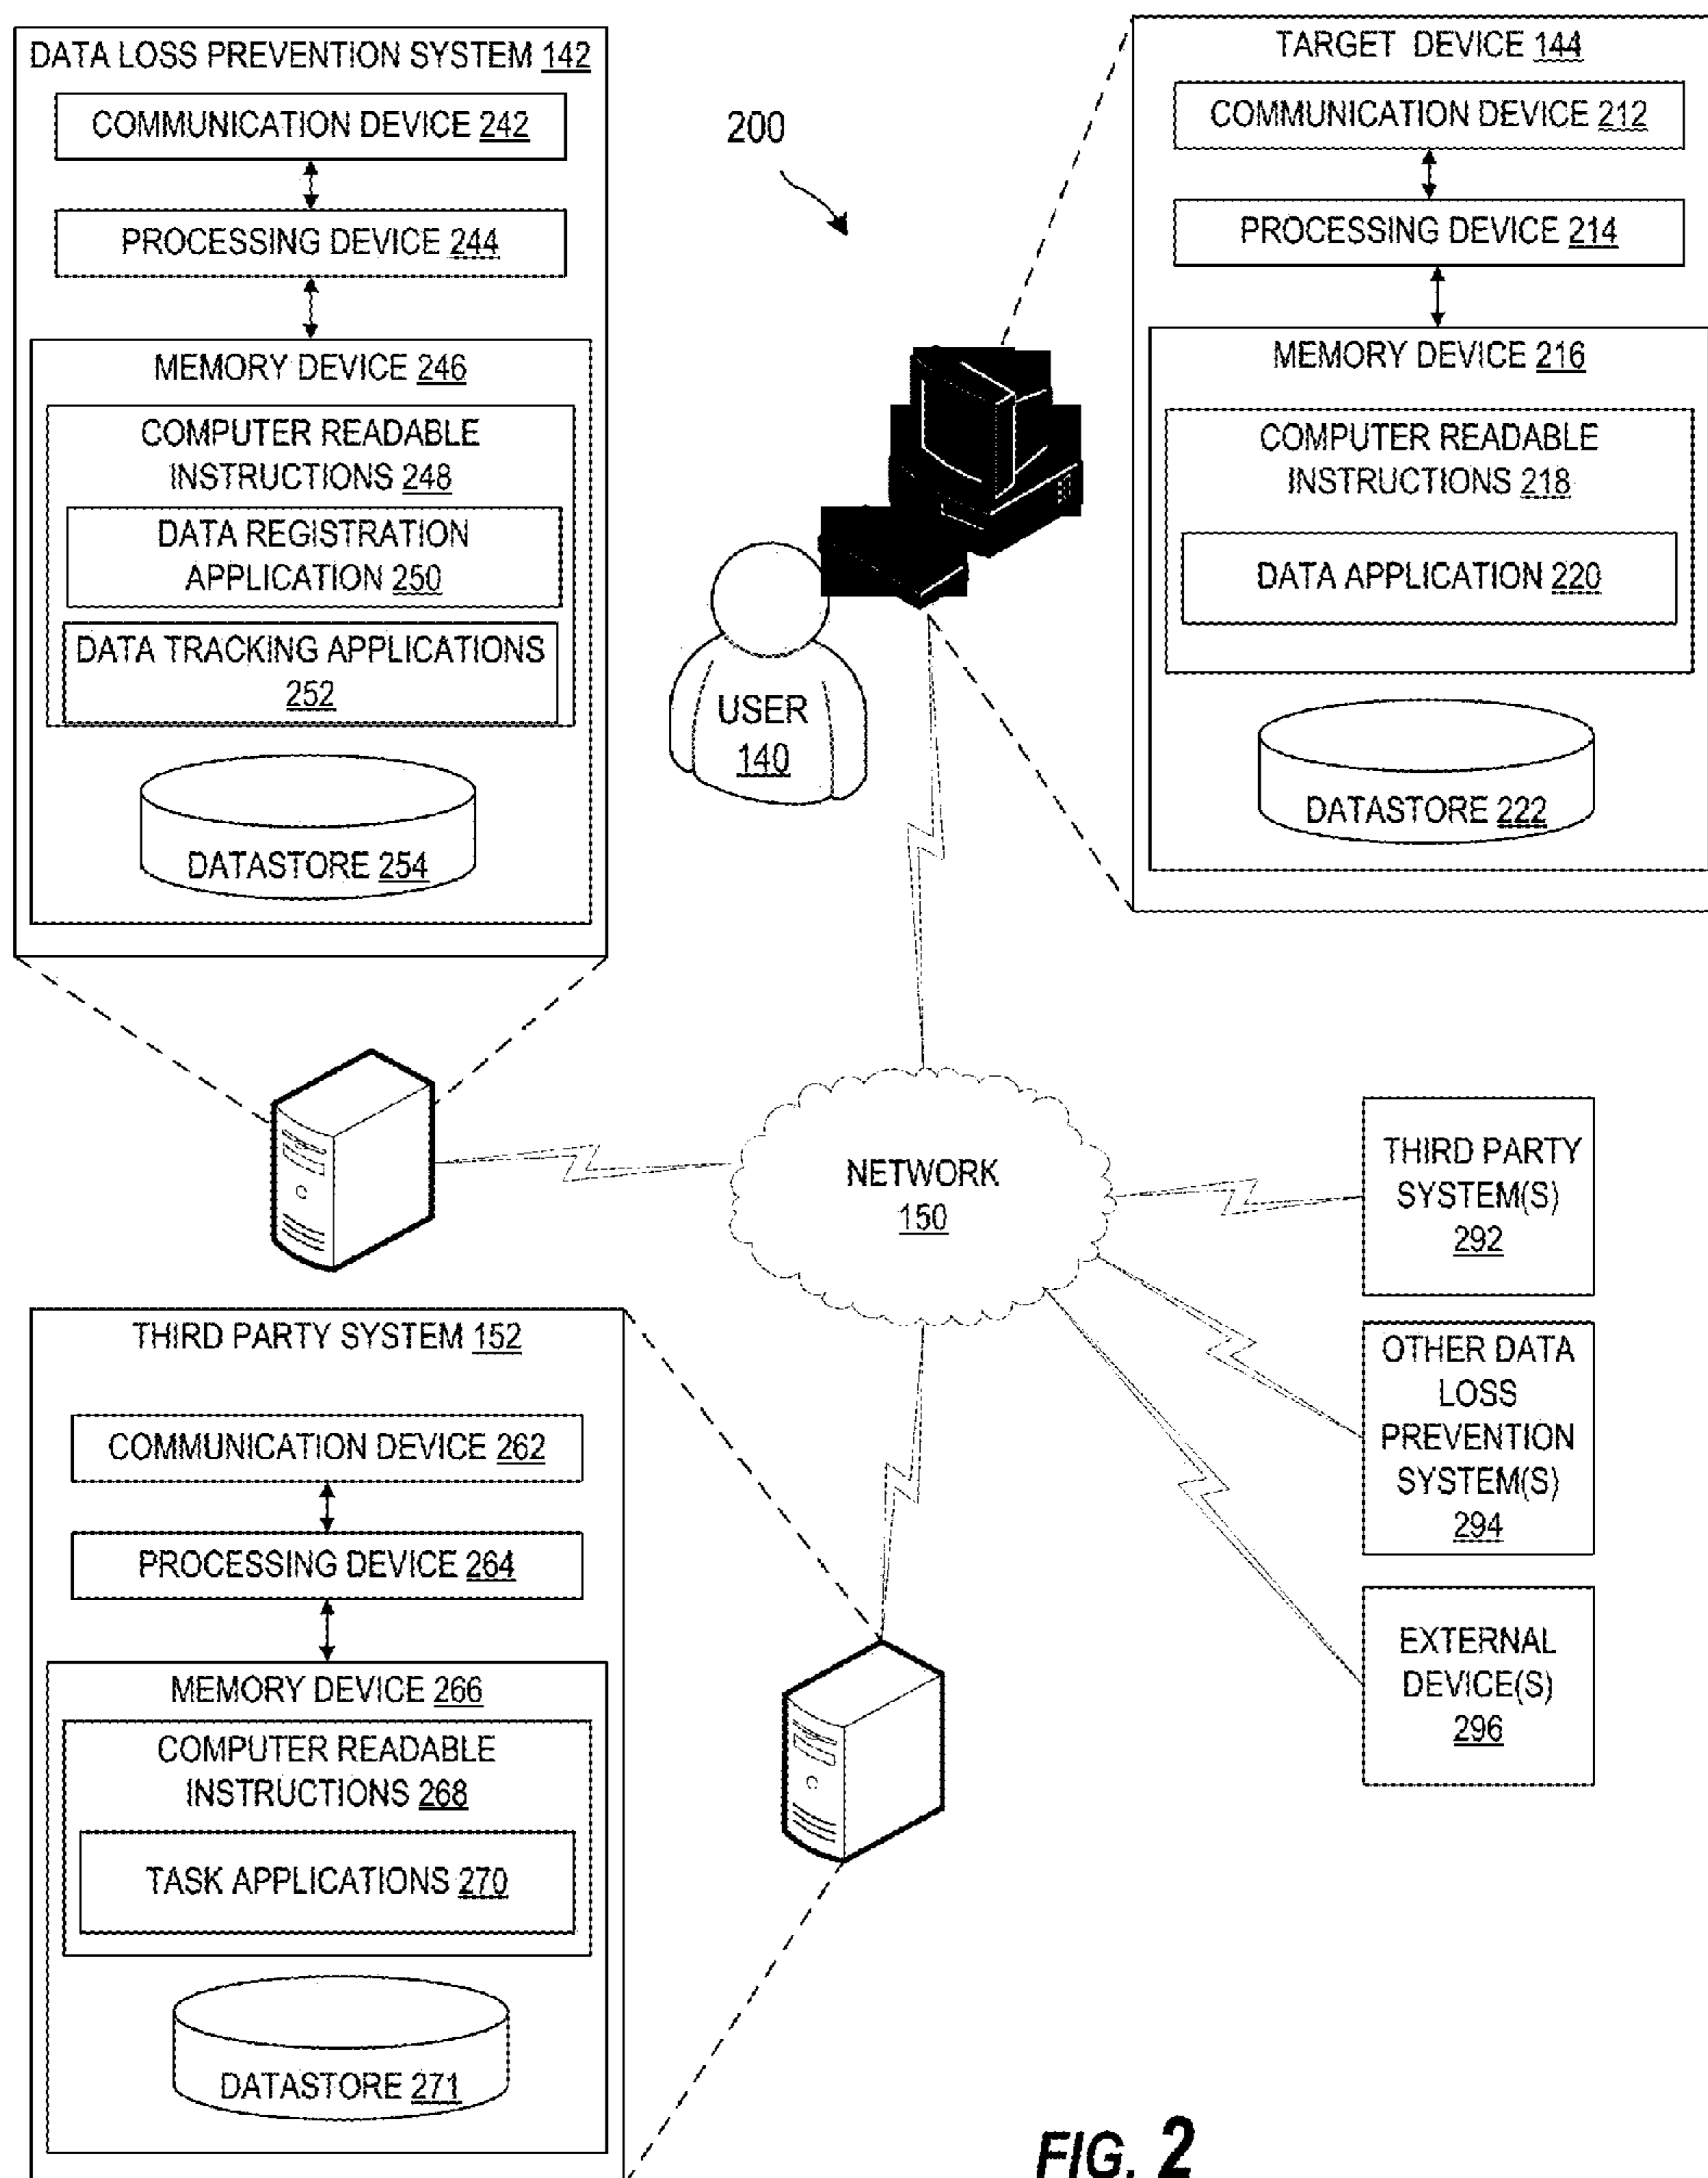 DATA LOSS PREVENTION SYSTEM 142
COMMUNICATION DEVICE 242
PROCESSING DEVICE 244
MEMORY DEVICE 246
COMPUTER READABLE
INSTRUCTIONS 248
DATA REGISTRATION
APPLICATION 250
DATA TRACKING APPLICATIONS
252
DATASTORE 254
200
USER
140
TARGET DEVICE 144
COMMUNICATION DEVICE 212
PROCESSING DEVICE 214
MEMORY DEVICE 216
COMPUTER READABLE
INSTRUCTIONS 218
DATA APPLICATION 220
DATASTORE 222
NETWORK
150
THIRD PARTY
SYSTEM(S)
292
OTHER DATA
LOSS
PREVENTION
SYSTEM(S)
294
EXTERNAL
DEVICE(S)
296
THIRD PARTY SYSTEM 152
COMMUNICATION DEVICE 262
PROCESSING DEVICE 264
MEMORY DEVICE 266
COMPUTER READABLE
INSTRUCTIONS 268
TASK APPLICATIONS 270
DATASTORE 271
FIG. 2